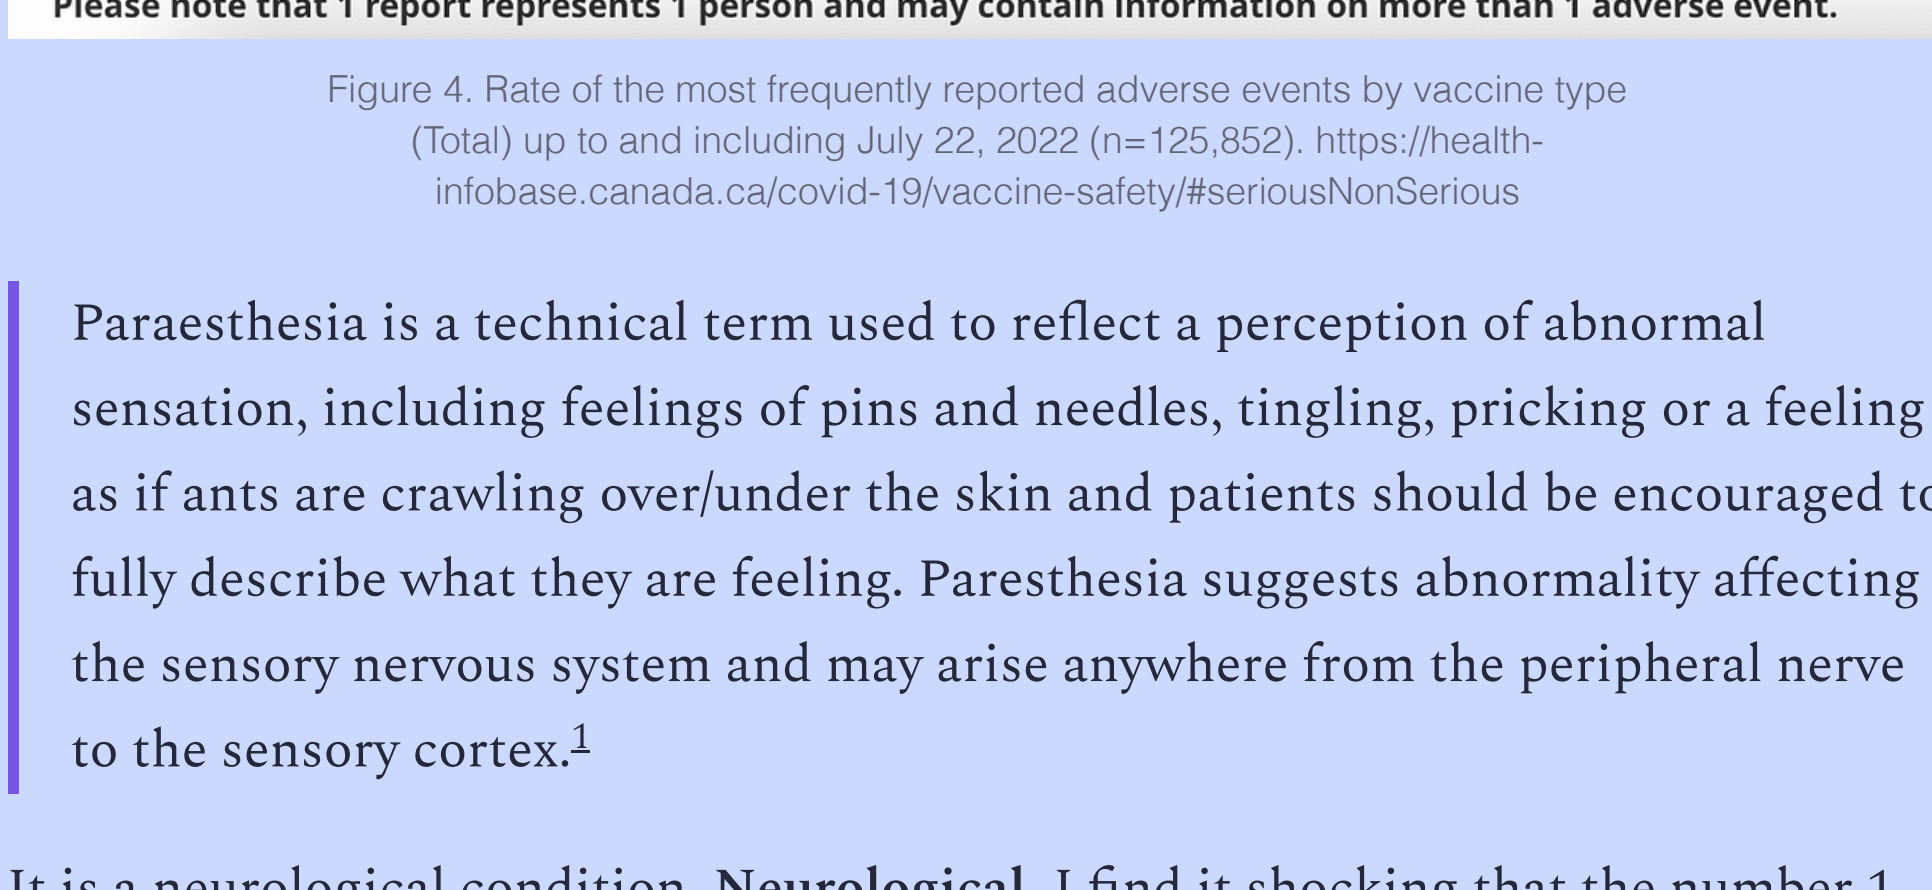 Please note that 1 report represents 1 person and may contain information on more than 1 adverse event.
Figure 4. Rate of the most frequently reported adverse events by vaccine type
(Total) up to and including July 22, 2022 (n=125,852). https://health-
infobase.canada.ca/covid-19/vaccine-safety/#seriousNonSerious
Paraesthesia is a technical term used to reflect a perception of abnormal
sensation, including feelings of pins and needles, tingling, pricking or a feeling
as if ants are crawling over/under the skin and patients should be encouraged to
fully describe what they are feeling. Paresthesia suggests abnormality affecting
the sensory nervous system and may arise anywhere from the peripheral nerve
to the sensory cortex.1
It is a neurological condition. Neurological. I find it shocking that the number 1